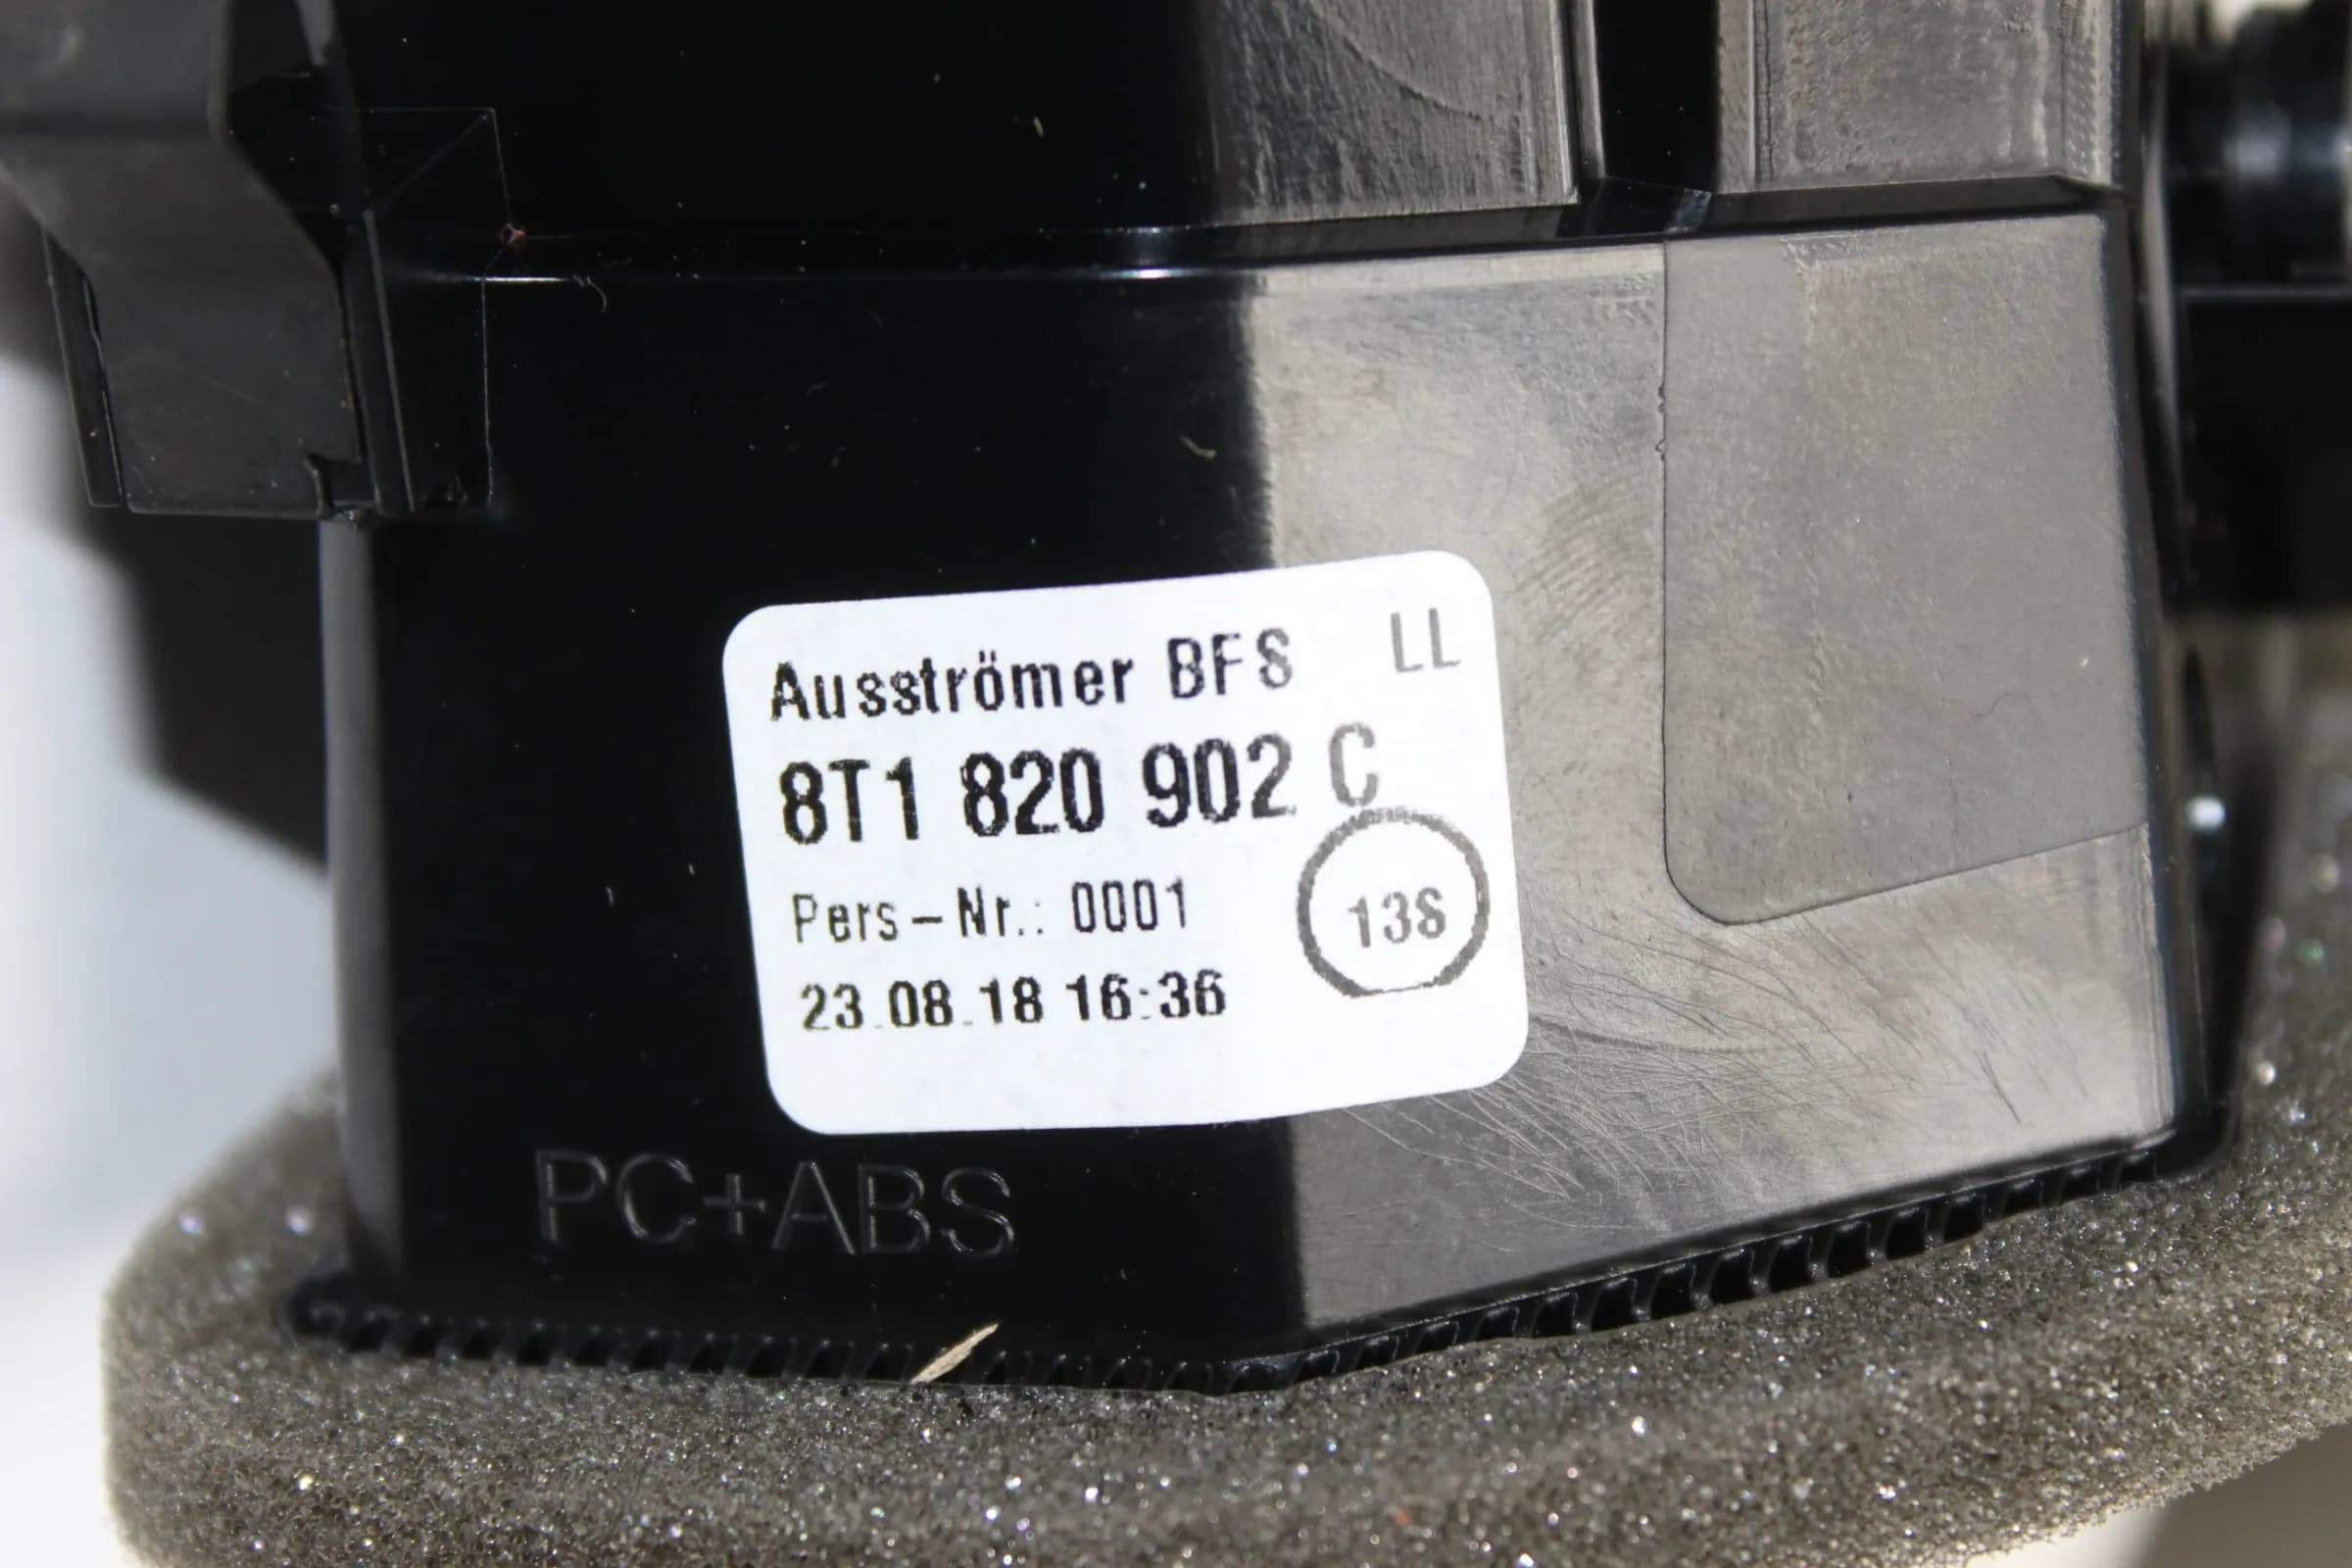 Ausströmer BFS LL
8T1 820 902 C
Pers-Nr.: 0001
13S
23.08.18 16:36
PC+ABS